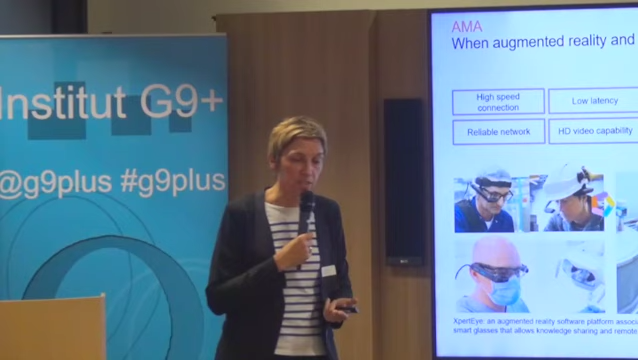 Institut G9+
@g9plus #g9plus
AMA
When augmented reality and
High speed
connection
Low latency
Reliable network
HD video capability
XpertEye: an augmented reality software platform assoc
smart glasses that allows knowledge sharing and remote